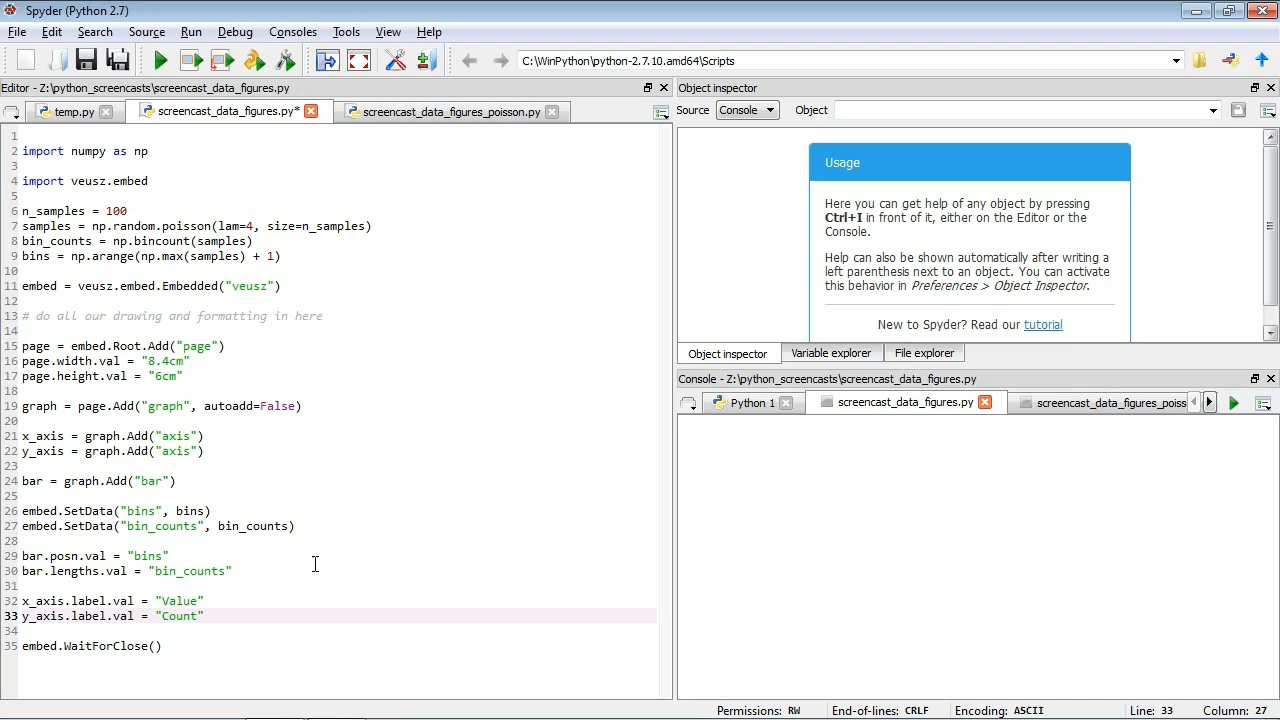 Spyder (Python 2.7)
File Edit Search Source Run Debug Consoles Tools View Help
C:\WinPython\python-2.7.10.amd64\Scripts
Editor - Z:\python_screencasts\screencast_data_figures.py
temp.py screencast_data_figures.py* screencast_data_figures_poisson.py
1
2 import numpy as np
3
4 import veusz.embed
5
6 n_samples = 100
7 samples = np.random.poisson(lam=4, size=n_samples)
8 bin_counts = np.bincount(samples)
9 bins = np.arange(np.max(samples) + 1)
10
11 embed = veusz.embed.Embedded("veusz")
12
13 # do all our drawing and formatting in here
14
15 page = embed.Root.Add("page")
16 page.width.val = "8.4cm"
17 page.height.val = "6cm"
18
19 graph = page.Add("graph", autoadd=False)
20
21 x_axis = graph.Add("axis")
22 y_axis = graph.Add("axis")
23
24 bar = graph.Add("bar")
25
26 embed.SetData("bins", bins)
27 embed.SetData("bin_counts", bin_counts)
28
29 bar.posn.val = "bins"
30 bar.lengths.val = "bin_counts"
31
32 x_axis.label.val = "Value"
33 y_axis.label.val = "Count"
34
35 embed.WaitForClose()
Object inspector
Source Console Object
Usage
Here you can get help of any object by pressing
Ctrl+I in front of it, either on the Editor or the
Console.
Help can also be shown automatically after writing a
left parenthesis next to an object. You can activate
this behavior in Preferences > Object Inspector.
New to Spyder? Read our tutorial
Object inspector Variable explorer File explorer
Console - Z:\python_screencasts\screencast_data_figures.py
Python 1 screencast_data_figures.py screencast_data_figures_poiss
Permissions: RW End-of-lines: CRLF Encoding: ASCII Line: 33 Column: 27